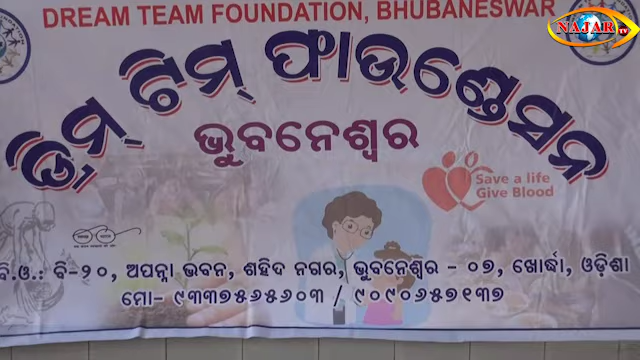 DREAM TEAM FOUNDATION, BHUBANESWAR
NAJAR TV
ଡ୍ରିମ୍ ଟିମ୍ ଫାଉଣ୍ଡେସନ
ଭୁବନେଶ୍ୱର
Save a life
Give Blood
ବି.ଓ.: ବି-୨୦, ଅପନ୍ନା ଭବନ, ଶହିଦ ନଗର, ଭୁବନେଶ୍ୱର - ୦୭, ଖୋର୍ଦ୍ଧା, ଓଡ଼ିଶା
ମୋ- ୯୩୩୭୫୬୫୬୦୩ / ୯୦୯୦୬୫୭୧୩୭